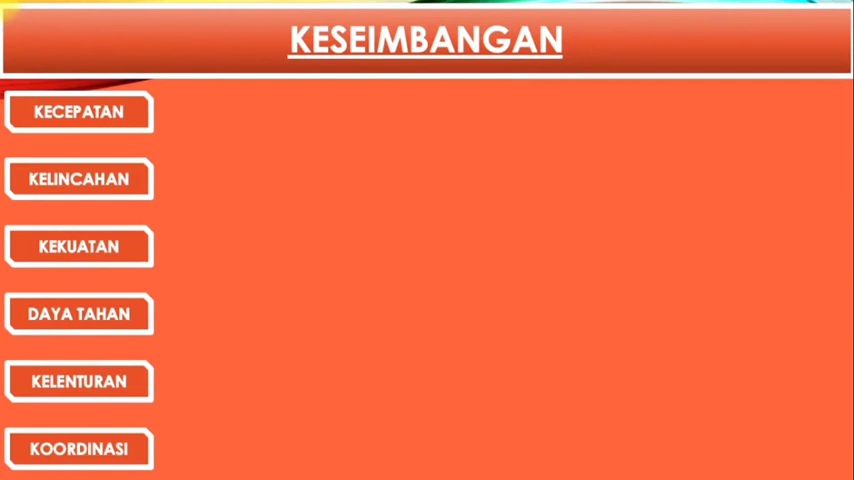 KESEIMBANGAN
KECEPATAN
KELINCAHAN
KEKUATAN
DAYA TAHAN
KELENTURAN
KOORDINASI